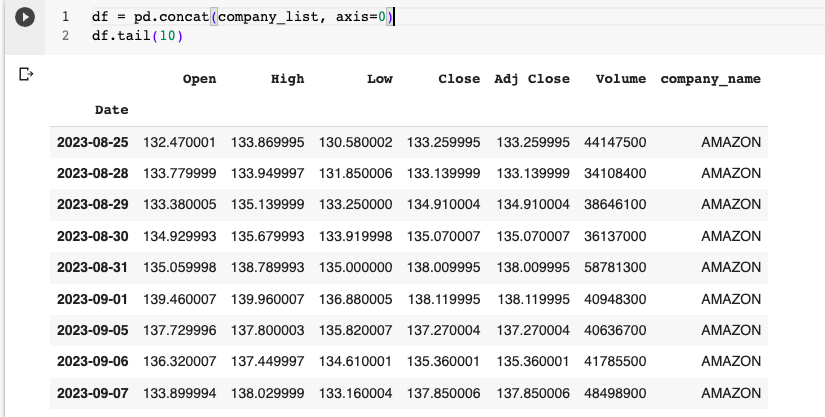 1 df = pd.concat(company_list, axis=0)
2 df.tail(10)
Open High Low Close Adj Close Volume company_name
Date
2023-08-25 132.470001 133.869995 130.580002 133.259995 133.259995 44147500 AMAZON
2023-08-28 133.779999 133.949997 131.850006 133.139999 133.139999 34108400 AMAZON
2023-08-29 133.380005 135.139999 133.250000 134.910004 134.910004 38646100 AMAZON
2023-08-30 134.929993 135.679993 133.919998 135.070007 135.070007 36137000 AMAZON
2023-08-31 135.059998 138.789993 135.000000 138.009995 138.009995 58781300 AMAZON
2023-09-01 139.460007 139.960007 136.880005 138.119995 138.119995 40948300 AMAZON
2023-09-05 137.729996 137.800003 135.820007 137.270004 137.270004 40636700 AMAZON
2023-09-06 136.320007 137.449997 134.610001 135.360001 135.360001 41785500 AMAZON
2023-09-07 133.899994 138.029999 133.160004 137.850006 137.850006 48498900 AMAZON